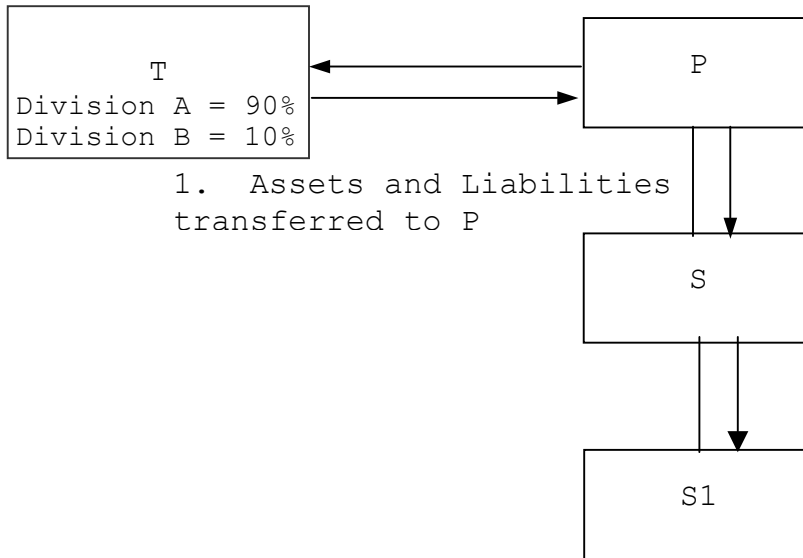 T
Division A = 90%
Division B = 10%
P
1. Assets and Liabilities
transferred to P
S
S1